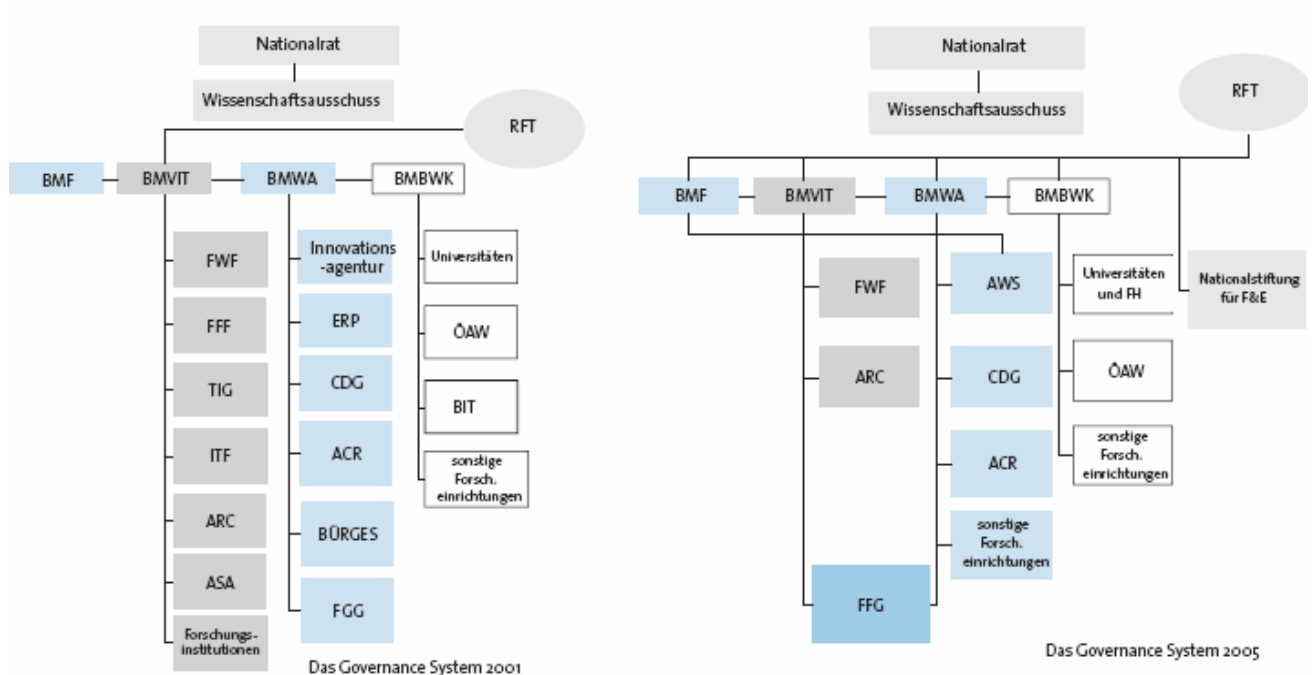 Nationalrat
Wissenschaftsausschuss
RFT
BMF
BMVIT
BMWA
BMBWK
FWF
FFF
TIG
ITF
ARC
ASA
Forschungs-
institutionen
Innovations
-agentur
ERP
CDG
ACR
BÜRGES
FGG
Universitäten
ÖAW
BIT
sonstige
Forsch.
einrichtungen
Das Governance System 2001
Nationalrat
Wissenschaftsausschuss
RFT
BMF
BMVIT
BMWA
BMBWK
FWF
ARC
FFG
AWS
CDG
ACR
sonstige
Forsch.
einrichtungen
Universitäten
und FH
ÖAW
sonstige
Forsch.
einrichtungen
Nationalstiftung
für F&E
Das Governance System 2005